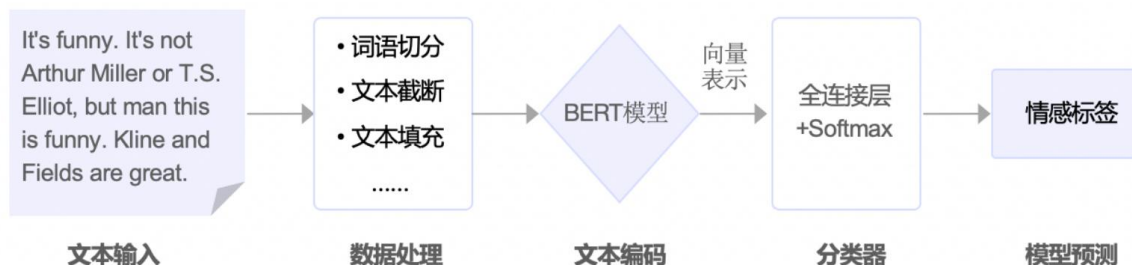 It's funny. It's not
Arthur Miller or T.S.
Elliot, but man this
is funny. Kline and
Fields are great.
• 词语切分
• 文本截断
• 文本填充
......
BERT模型
向量
表示
全连接层
+Softmax
情感标签
文本输入
数据处理
文本编码
分类器
模型预测